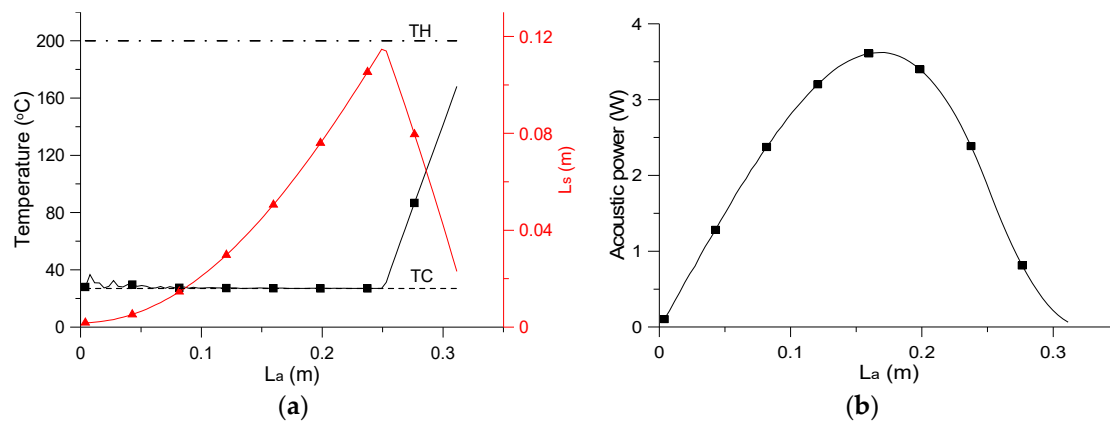 TH
TC
Temperature (°C)
200
160
120
80
40
0
0
0.1
0.2
0.3
La (m)
0.12
0.08
0.04
0
Ls (m)
(a)
Acoustic power (W)
4
3
2
1
0
0
0.1
0.2
0.3
La (m)
(b)